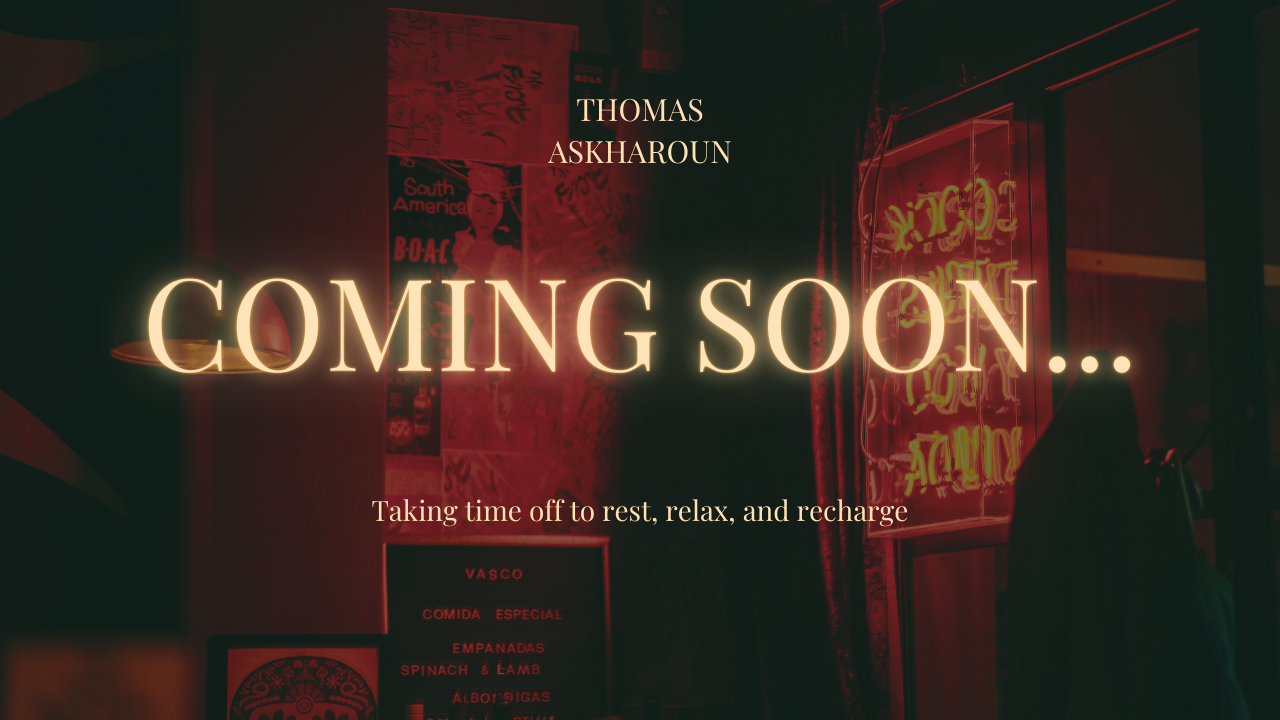 THOMAS
ASKHAROUN
South
America
BOAC
COMING SOON...
Taking time off to rest, relax, and recharge
VASCO
COMIDA ESPECIAL
EMPANADAS
SPINACH & LAMB
ALBONDIGAS